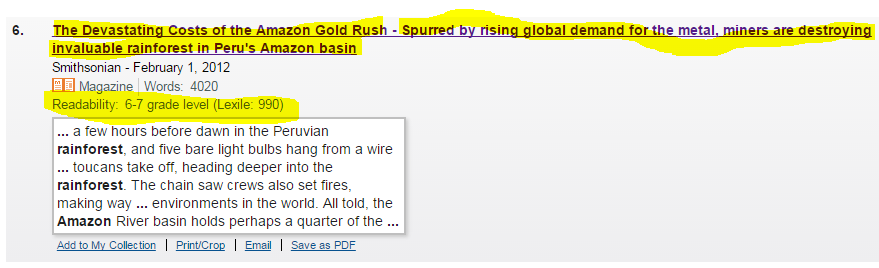 6. The Devastating Costs of the Amazon Gold Rush - Spurred by rising global demand for the metal, miners are destroying
invaluable rainforest in Peru's Amazon basin
Smithsonian - February 1, 2012
Magazine Words: 4020
Readability: 6-7 grade level (Lexile: 990)
... a few hours before dawn in the Peruvian
rainforest, and five bare light bulbs hang from a wire
... toucans take off, heading deeper into the
rainforest. The chain saw crews also set fires,
making way ... environments in the world. All told, the
Amazon River basin holds perhaps a quarter of the ...
Add to My Collection | Print/Crop | Email | Save as PDF